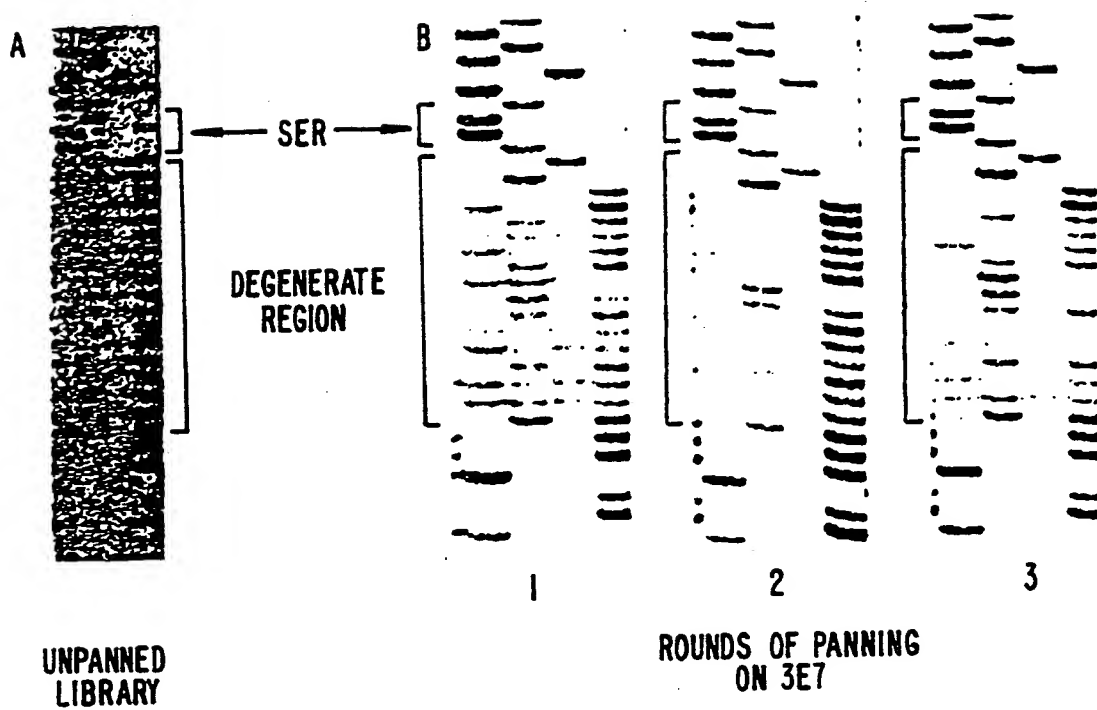 A
B
SER
DEGENERATE
REGION
1
2
3
UNPANNED
LIBRARY
ROUNDS OF PANNING
ON 3E7